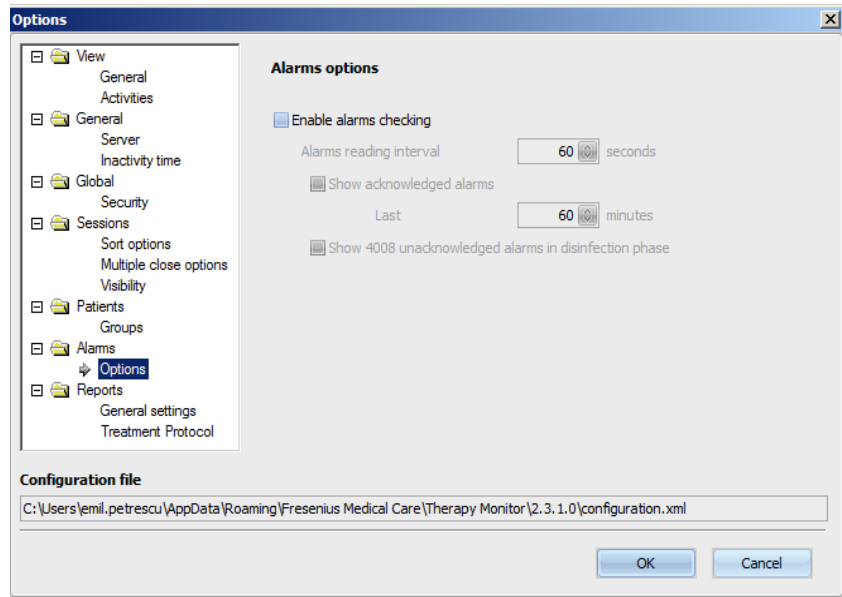 Options
View
General
Activities
General
Server
Inactivity time
Global
Security
Sessions
Sort options
Multiple close options
Visibility
Patients
Groups
Alarms
Options
Reports
General settings
Treatment Protocol
Alarms options
Enable alarms checking
Alarms reading interval 60 seconds
Show acknowledged alarms
Last 60 minutes
Show 4008 unacknowledged alarms in disinfection phase
Configuration file
C:\Users\emil.petrescu\AppData\Roaming\Fresenius Medical Care\Therapy Monitor\2.3.1.0\configuration.xml
OK Cancel